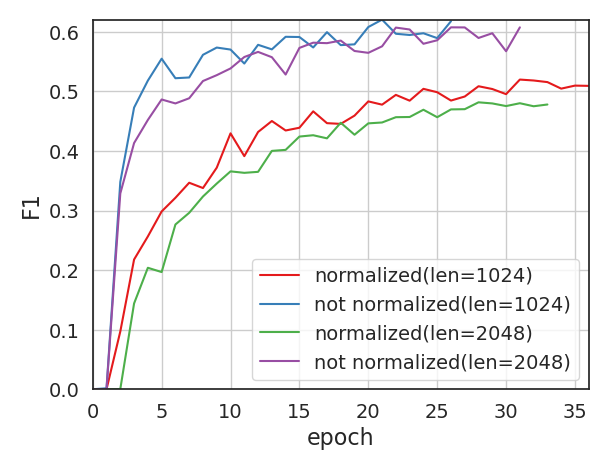 0.6
0.5
0.4
0.3
0.2
0.1
0.0
F1
normalized(len=1024)
not normalized(len=1024)
normalized(len=2048)
not normalized(len=2048)
0 5 10 15 20 25 30 35
epoch